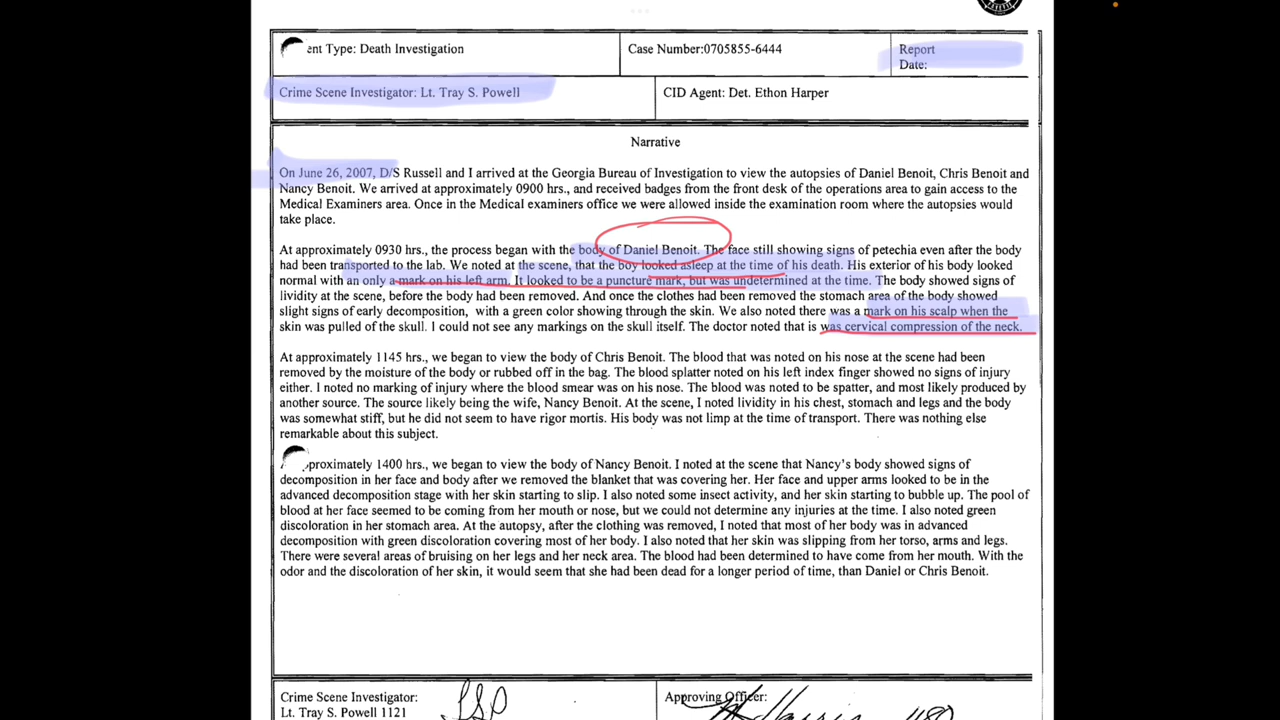 ent Type: Death Investigation
Case Number:0705855-6444
Report
Date:
Crime Scene Investigator: Lt. Tray S. Powell
CID Agent: Det. Ethon Harper
Narrative
On June 26, 2007, D/S Russell and I arrived at the Georgia Bureau of Investigation to view the autopsies of Daniel Benoit, Chris Benoit and
Nancy Benoit. We arrived at approximately 0900 hrs., and received badges from the front desk of the operations area to gain access to the
Medical Examiners area. Once in the Medical examiners office we were allowed inside the examination room where the autopsies would
take place.
At approximately 0930 hrs., the process began with the body of Daniel Benoit. The face still showing signs of petechia even after the body
had been transported to the lab. We noted at the scene, that the boy looked asleep at the time of his death. His exterior of his body looked
normal with an only a mark on his left arm. It looked to be a puncture mark, but was undetermined at the time. The body showed signs of
lividity at the scene, before the body had been removed. And once the clothes had been removed the stomach area of the body showed
slight signs of early decomposition, with a green color showing through the skin. We also noted there was a mark on his scalp when the
skin was pulled of the skull. I could not see any markings on the skull itself. The doctor noted that is was cervical compression of the neck.
At approximately 1145 hrs., we began to view the body of Chris Benoit. The blood that was noted on his nose at the scene had been
removed by the moisture of the body or rubbed off in the bag. The blood splatter noted on his left index finger showed no signs of injury
either. I noted no marking of injury where the blood smear was on his nose. The blood was noted to be spatter, and most likely produced by
another source. The source likely being the wife, Nancy Benoit. At the scene, I noted lividity in his chest, stomach and legs and the body
was somewhat stiff, but he did not seem to have rigor mortis. His body was not limp at the time of transport. There was nothing else
remarkable about this subject.
proximately 1400 hrs., we began to view the body of Nancy Benoit. I noted at the scene that Nancy's body showed signs of
decomposition in her face and body after we removed the blanket that was covering her. Her face and upper arms looked to be in the
advanced decomposition stage with her skin starting to slip. I also noted some insect activity, and her skin starting to bubble up. The pool of
blood at her face seemed to be coming from her mouth or nose, but we could not determine any injuries at the time. I also noted green
discoloration in her stomach area. At the autopsy, after the clothing was removed, I noted that most of her body was in advanced
decomposition with green discoloration covering most of her body. I also noted that her skin was slipping from her torso, arms and legs.
There were several areas of bruising on her legs and her neck area. The blood had been determined to have come from her mouth. With the
odor and the discoloration of her skin, it would seem that she had been dead for a longer period of time, than Daniel or Chris Benoit.
Crime Scene Investigator:
Lt. Tray S. Powell 1121
Approving Officer: